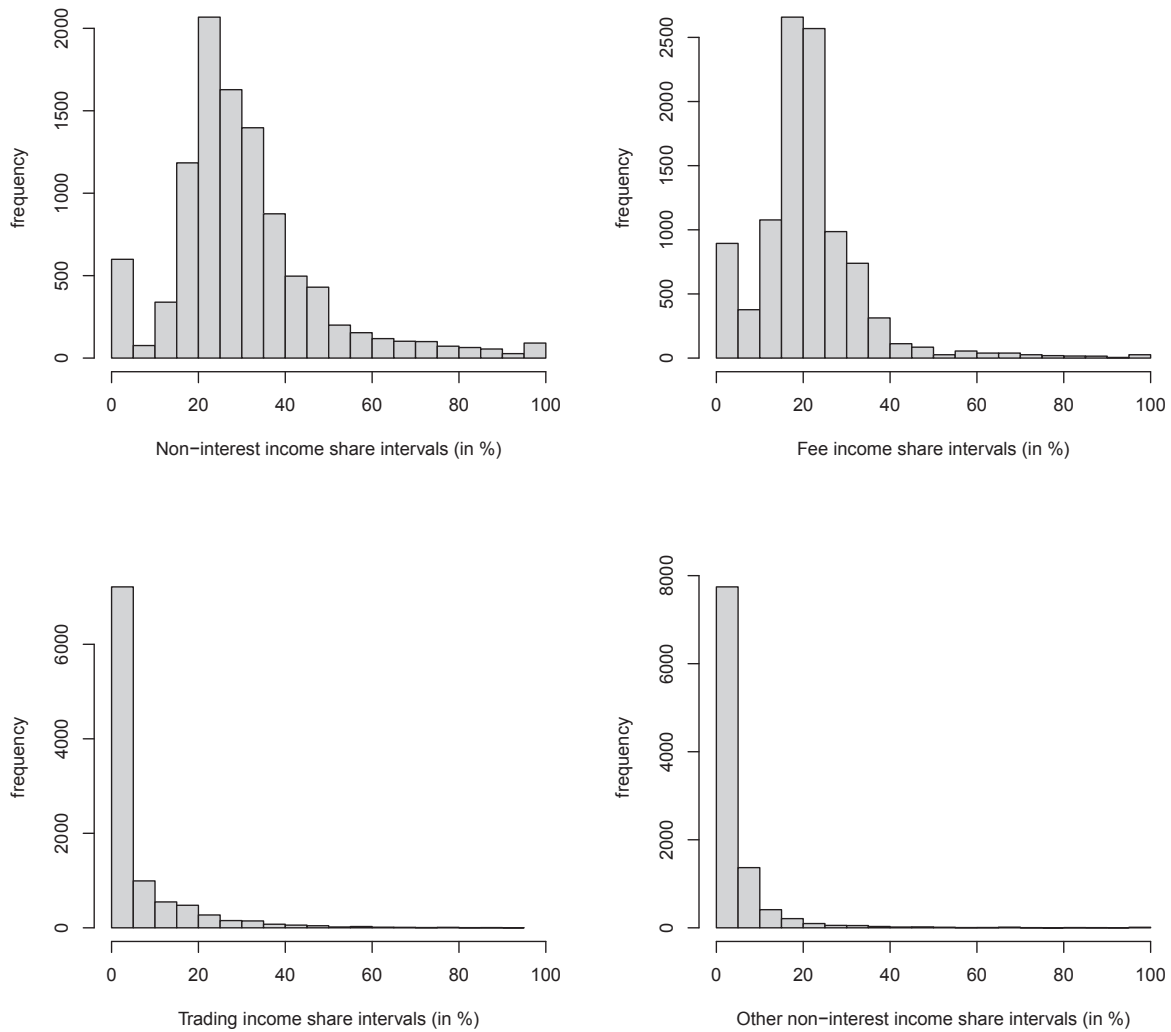 frequency
2000
1500
1000
500
0
0 20 40 60 80 100
Non−interest income share intervals (in %)
frequency
2500
2000
1500
1000
500
0
0 20 40 60 80 100
Fee income share intervals (in %)
frequency
6000
4000
2000
0
0 20 40 60 80 100
Trading income share intervals (in %)
frequency
8000
6000
4000
2000
0
0 20 40 60 80 100
Other non−interest income share intervals (in %)